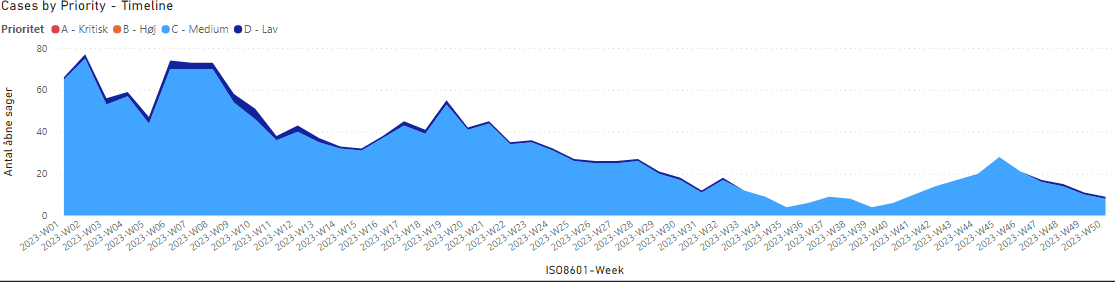 Cases by Priority - Timeline
Prioritet A - Kritisk B - Høj C - Medium D - Lav
80
60
40
20
0
Antal åbne sager
2023-W01 2023-W02 2023-W03 2023-W04 2023-W05 2023-W06 2023-W07 2023-W08 2023-W09 2023-W10 2023-W11 2023-W12 2023-W13 2023-W14 2023-W15 2023-W16 2023-W17 2023-W18 2023-W19 2023-W20 2023-W21 2023-W22 2023-W23 2023-W24 2023-W25 2023-W26 2023-W27 2023-W28 2023-W29 2023-W30 2023-W31 2023-W32 2023-W33 2023-W34 2023-W35 2023-W36 2023-W37 2023-W38 2023-W39 2023-W40 2023-W41 2023-W42 2023-W43 2023-W44 2023-W45 2023-W46 2023-W47 2023-W48 2023-W49 2023-W50
ISO8601-Week